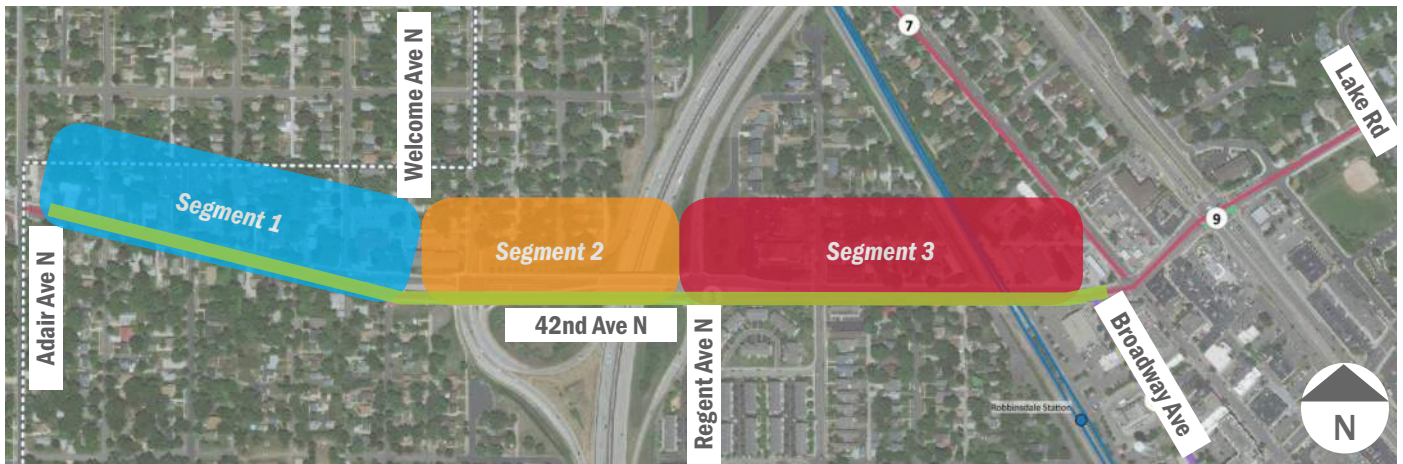 7
Welcome Ave N
Lake Rd
Segment 1
9
Segment 2
Segment 3
Adair Ave N
42nd Ave N
Regent Ave N
Broadway Ave
Robbinsdale Station
N